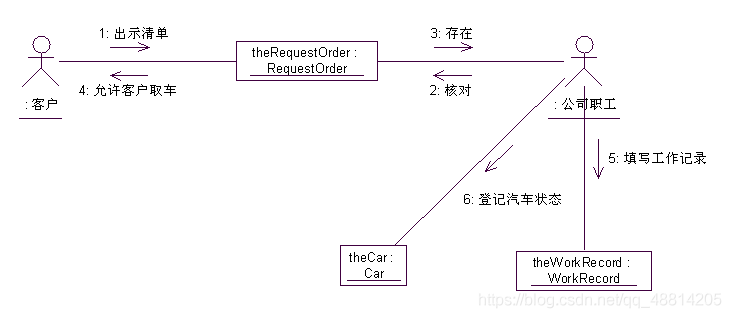 1: 出示清单
theRequestOrder :
RequestOrder
3: 存在
4: 允许客户取车
2: 核对
: 客户
: 公司职工
5: 填写工作记录
6: 登记汽车状态
theCar :
Car
theWorkRecord :
WorkRecord
https://blog.csdn.net/qq_48814205